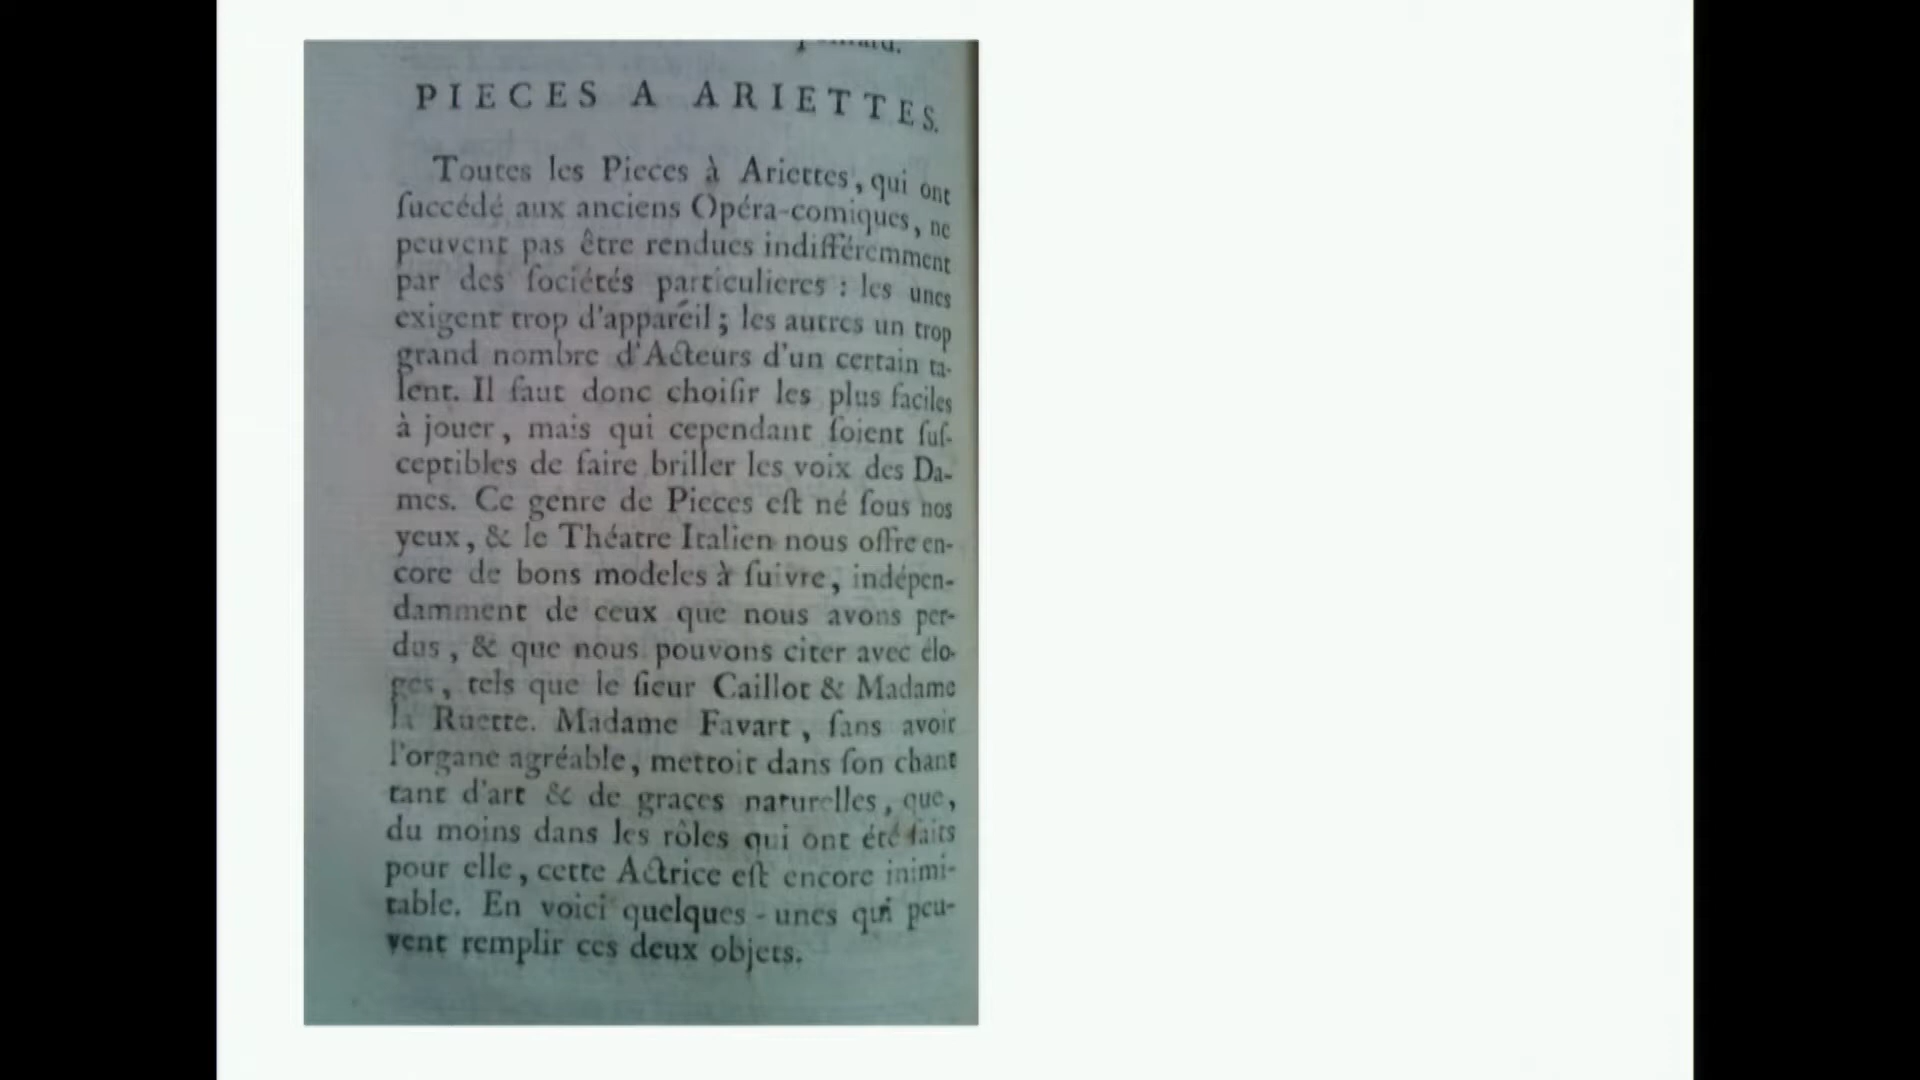 PIECES A ARIETTES.
Toutes les Pieces à Ariettes, qui ont
ſuccédé aux anciens Opéra-comiques, ne
peuvent pas être rendues indifféremment
par des ſociétés particulieres : les unes
exigent trop d'appareil ; les autres un trop
grand nombre d'Acteurs d'un certain ta-
lent. Il faut donc choiſir les plus faciles
à jouer, mais qui cependant ſoient ſuſ-
ceptibles de faire briller les voix des Da-
mes. Ce genre de Pieces eſt né ſous nos
yeux, & le Théatre Italien nous offre en-
core de bons modeles à ſuivre, indépen-
damment de ceux que nous avons per-
dus, & que nous pouvons citer avec élo-
ges, tels que le ſieur Caillot & Madame
la Ruette. Madame Favart, ſans avoir
l'organe agréable, mettoit dans ſon chant
tant d'art & de graces naturelles, que,
du moins dans les rôles qui ont été faits
pour elle, cette Actrice eſt encore inimi-
table. En voici quelques-unes qui peu-
vent remplir ces deux objets.